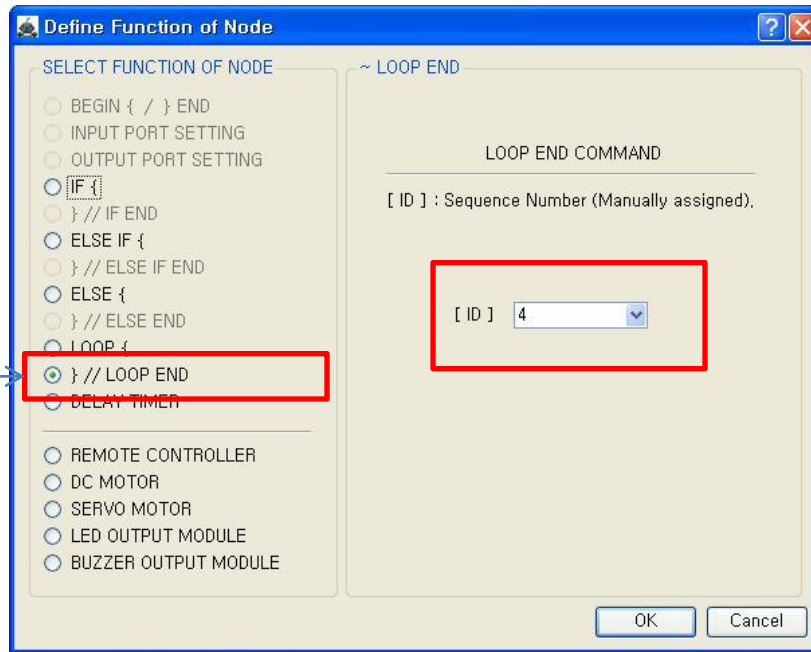 Define Function of Node
SELECT FUNCTION OF NODE
BEGIN { / } END
INPUT PORT SETTING
OUTPUT PORT SETTING
IF {
} // IF END
ELSE IF {
} // ELSE IF END
ELSE {
} // ELSE END
LOOP {
} // LOOP END
DELAY TIMER
REMOTE CONTROLLER
DC MOTOR
SERVO MOTOR
LED OUTPUT MODULE
BUZZER OUTPUT MODULE
~ LOOP END
LOOP END COMMAND
[ ID ] : Sequence Number (Manually assigned),
[ ID ] 4
OK Cancel